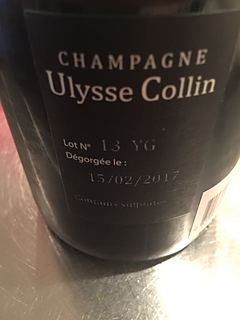 CHAMPAGNE
Ulysse Collin
Lot N° 13 YG
Dégorgée le :
15/02/2017